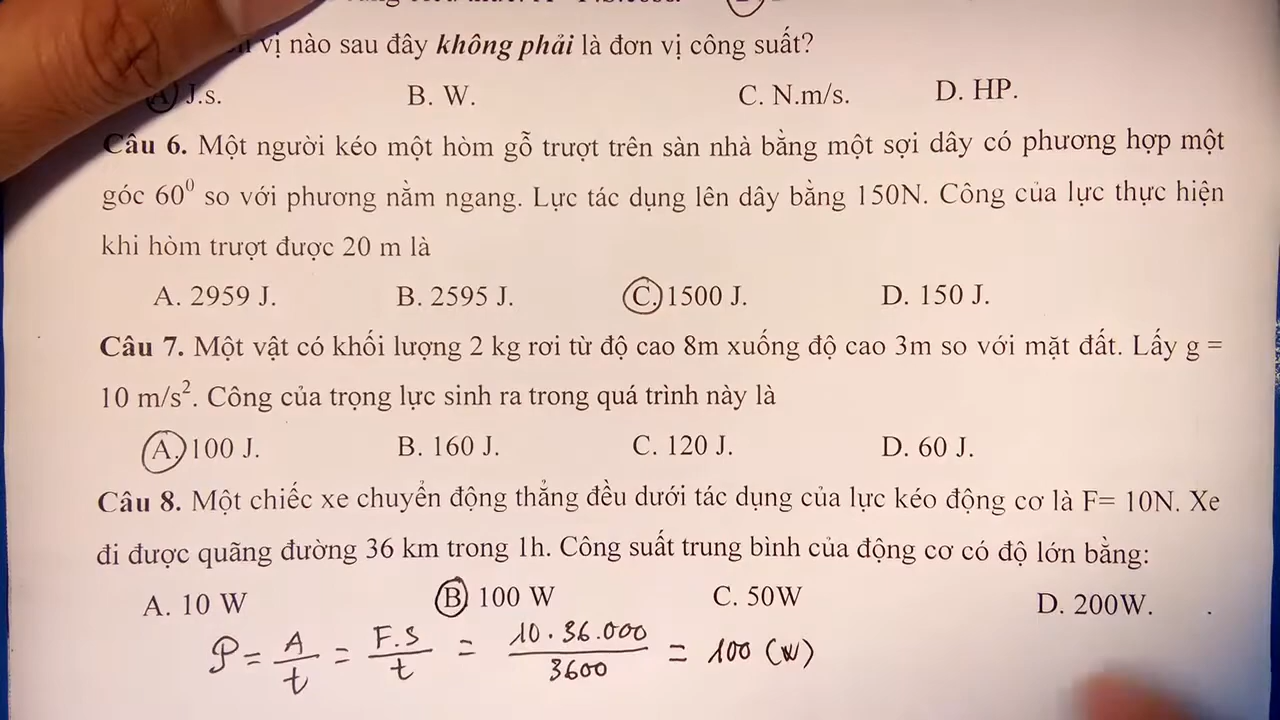 vị nào sau đây không phải là đơn vị công suất?
A J.s. B. W. C. N.m/s. D. HP.
Câu 6. Một người kéo một hòm gỗ trượt trên sàn nhà bằng một sợi dây có phương hợp một
góc 60⁰ so với phương nằm ngang. Lực tác dụng lên dây bằng 150N. Công của lực thực hiện
khi hòm trượt được 20 m là
A. 2959 J. B. 2595 J. C. 1500 J. D. 150 J.
Câu 7. Một vật có khối lượng 2 kg rơi từ độ cao 8m xuống độ cao 3m so với mặt đất. Lấy g =
10 m/s². Công của trọng lực sinh ra trong quá trình này là
A. 100 J. B. 160 J. C. 120 J. D. 60 J.
Câu 8. Một chiếc xe chuyển động thẳng đều dưới tác dụng của lực kéo động cơ là F= 10N. Xe
đi được quãng đường 36 km trong 1h. Công suất trung bình của động cơ có độ lớn bằng:
A. 10 W B 100 W C. 50W D. 200W.
𝒫 = A/t = F.S/t = 10.36.000/3600 = 100 (W)